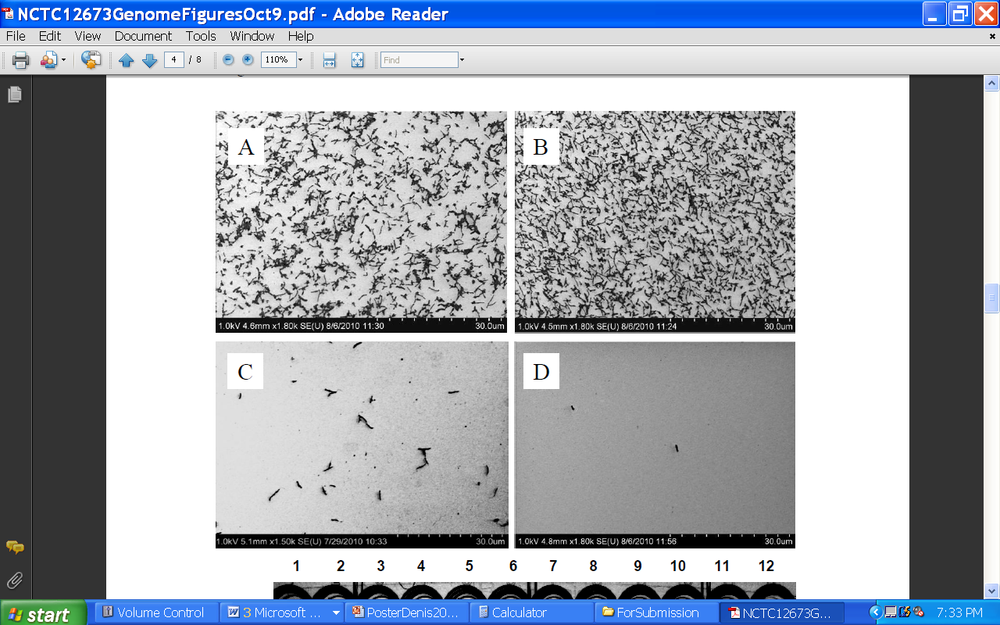 NCTC12673GenomeFiguresOct9.pdf - Adobe Reader
File Edit View Document Tools Window Help
4 / 8 110% Find
A
B
1.0kV 4.6mm x1.80k SE(U) 8/6/2010 11:30 30.0um
1.0kV 4.5mm x1.80k SE(U) 8/6/2010 11:24 30.0um
C
D
1.0kV 5.1mm x1.50k SE(U) 7/29/2010 10:33 30.0um
1.0kV 4.8mm x1.80k SE(U) 8/6/2010 11:56 30.0um
1 2 3 4 5 6 7 8 9 10 11 12
start Volume Control 3 Microsoft ... PosterDenis20... Calculator ForSubmission NCTC12673G... 7:33 PM